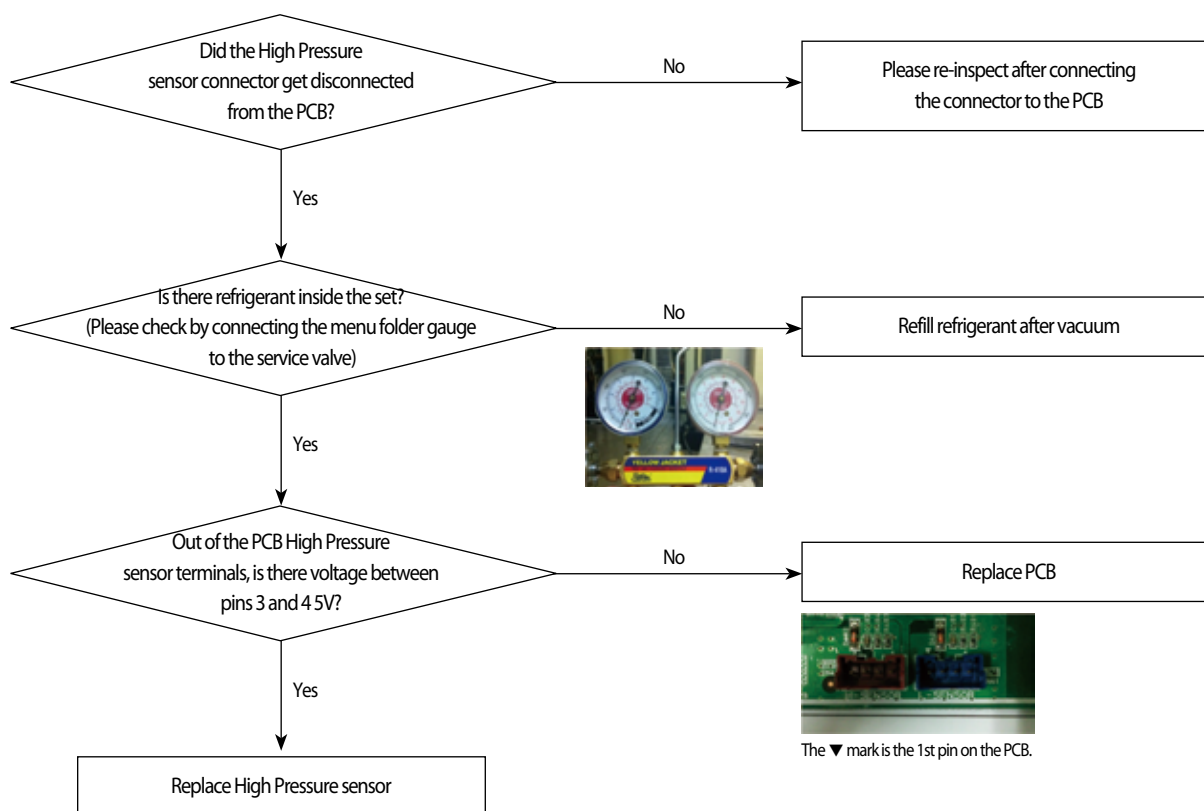 Did the High Pressure
sensor connector get disconnected
from the PCB?
No
Please re-inspect after connecting
the connector to the PCB
Yes
Is there refrigerant inside the set?
(Please check by connecting the menu folder gauge
to the service valve)
No
Refill refrigerant after vacuum
YELLOW JACKET
Yes
Out of the PCB High Pressure
sensor terminals, is there voltage between
pins 3 and 4 5V?
No
Replace PCB
The ▼ mark is the 1st pin on the PCB.
Yes
Replace High Pressure sensor